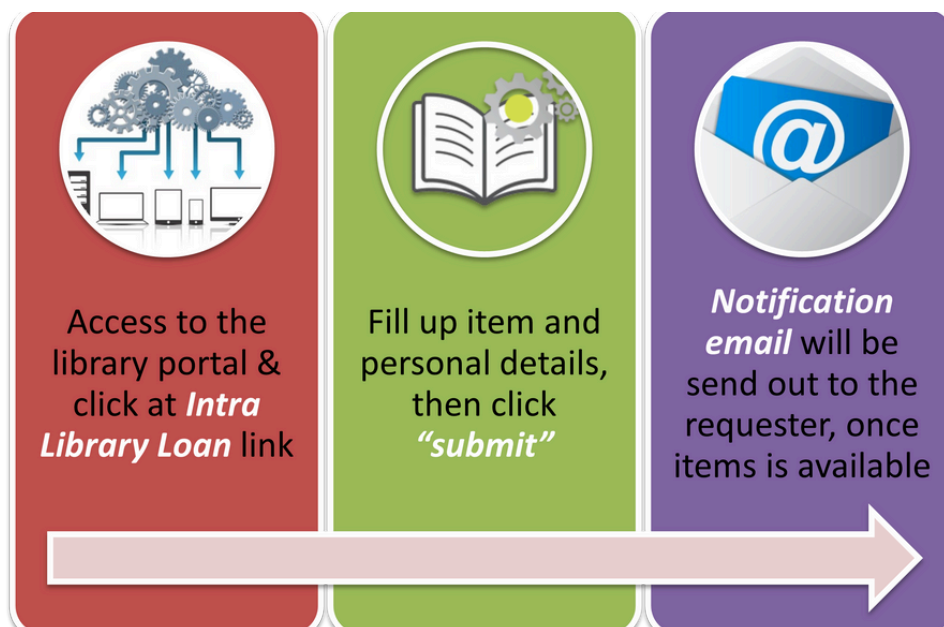 Access to the
library portal &
click at Intra
Library Loan link
Fill up item and
personal details,
then click
“submit”
Notification
email will be
send out to the
requester, once
items is available